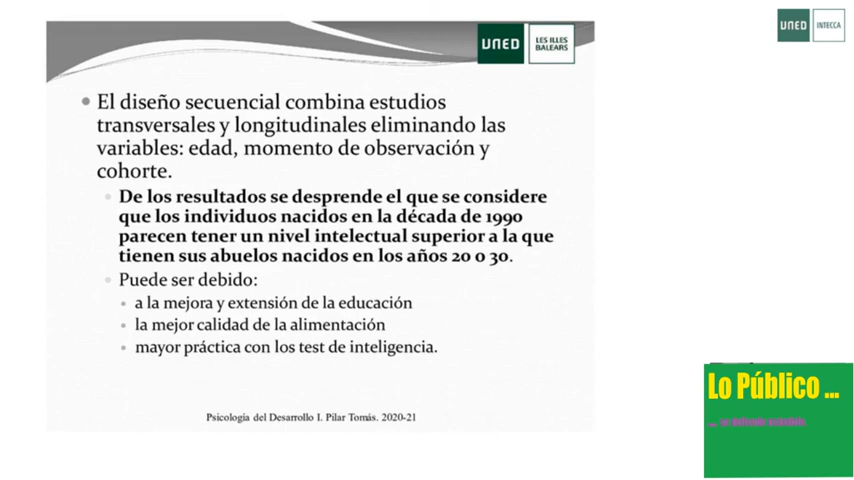 UNED
LES ILLES
BALEARS
UNED
INTECCA
El diseño secuencial combina estudios
transversales y longitudinales eliminando las
variables: edad, momento de observación y
cohorte.
De los resultados se desprende el que se considere
que los individuos nacidos en la década de 1990
parecen tener un nivel intelectual superior a la que
tienen sus abuelos nacidos en los años 20 o 30.
Puede ser debido:
a la mejora y extensión de la educación
la mejor calidad de la alimentación
mayor práctica con los test de inteligencia.
Psicología del Desarrollo I. Pilar Tomás. 2020-21
Lo Público ...